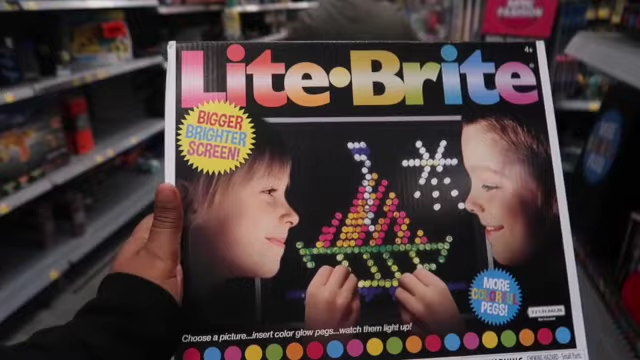 Lite•Brite
4+
BIGGER
BRIGHTER
SCREEN!
MORE
COLORFUL
PEGS!
Choose a picture...insert color glow pegs...watch them light up!
FASHION